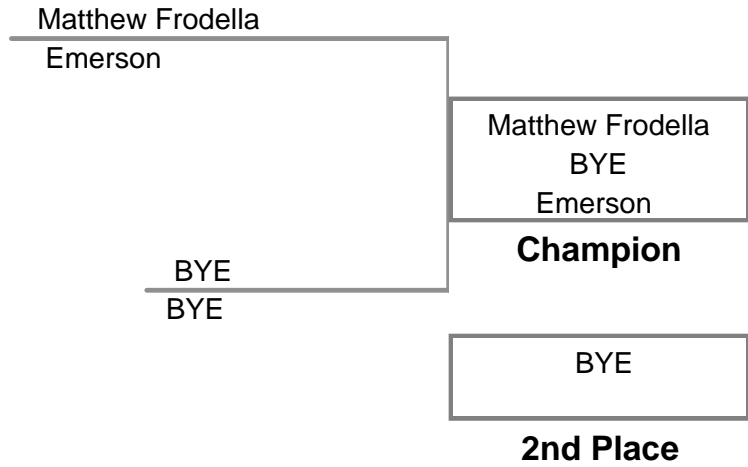 Matthew Frodella
Emerson
Matthew Frodella
BYE
Emerson
Champion
BYE
BYE
BYE
2nd Place